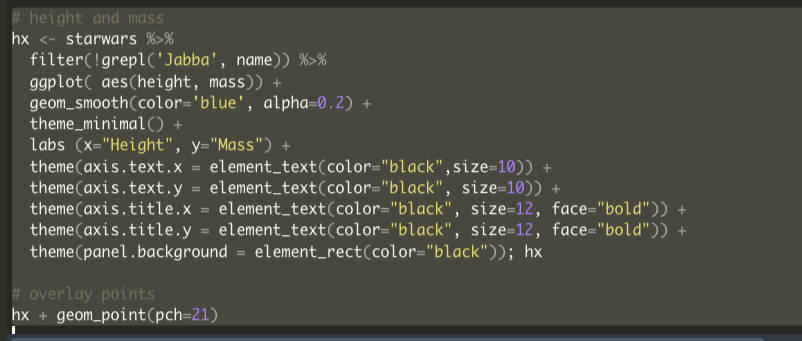 # height and mass
hx <- starwars %>%
  filter(!grepl('Jabba', name)) %>%
  ggplot( aes(height, mass)) +
  geom_smooth(color='blue', alpha=0.2) +
  theme_minimal() +
  labs (x="Height", y="Mass") +
  theme(axis.text.x = element_text(color="black",size=10)) +
  theme(axis.text.y = element_text(color="black", size=10)) +
  theme(axis.title.x = element_text(color="black", size=12, face="bold")) +
  theme(axis.title.y = element_text(color="black", size=12, face="bold")) +
  theme(panel.background = element_rect(color="black")); hx

# overlay points
hx + geom_point(pch=21)